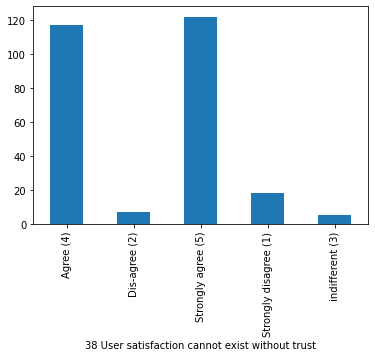 120
100
80
60
40
20
0
Agree (4)
Dis-agree (2)
Strongly agree (5)
Strongly disagree (1)
indifferent (3)
38 User satisfaction cannot exist without trust